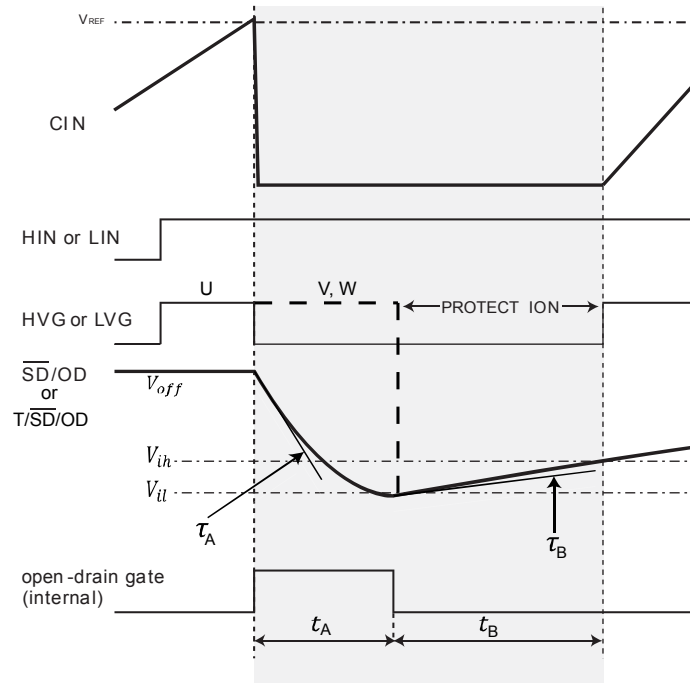 VREF
CIN
HIN or LIN
U
V, W
HVG or LVG
PROTECT ION
SD/OD
or
T/SD/OD
Voff
Vih
Vil
τA
τB
open-drain gate
(internal)
tA
tB